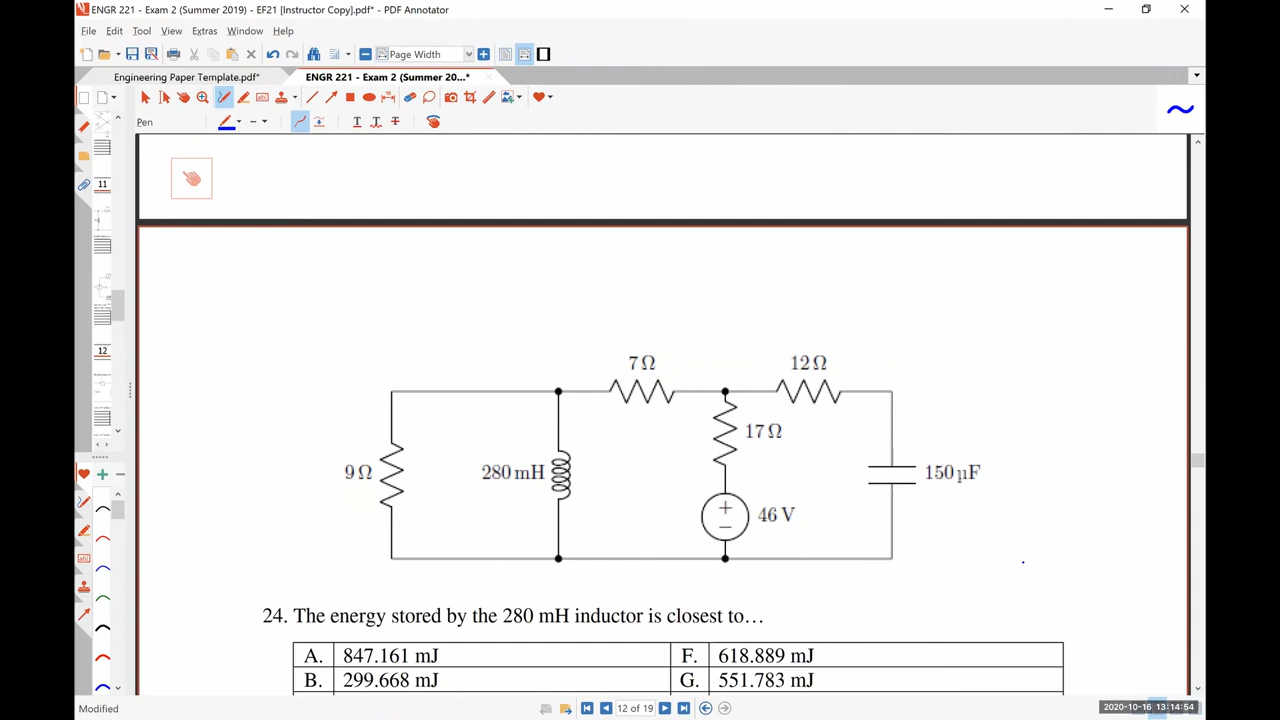 ENGR 221 - Exam 2 (Summer 2019) - EF21 [Instructor Copy].pdf* - PDF Annotator
File Edit Tool View Extras Window Help
Page Width
Engineering Paper Template.pdf* ENGR 221 - Exam 2 (Summer 20...*
Pen
11
12
7 Ω
12 Ω
17 Ω
9 Ω
280 mH
150 µF
46 V
24. The energy stored by the 280 mH inductor is closest to…
A. 847.161 mJ F. 618.889 mJ
B. 299.668 mJ G. 551.783 mJ
Modified
12 of 19
2020-10-16 13:14:54